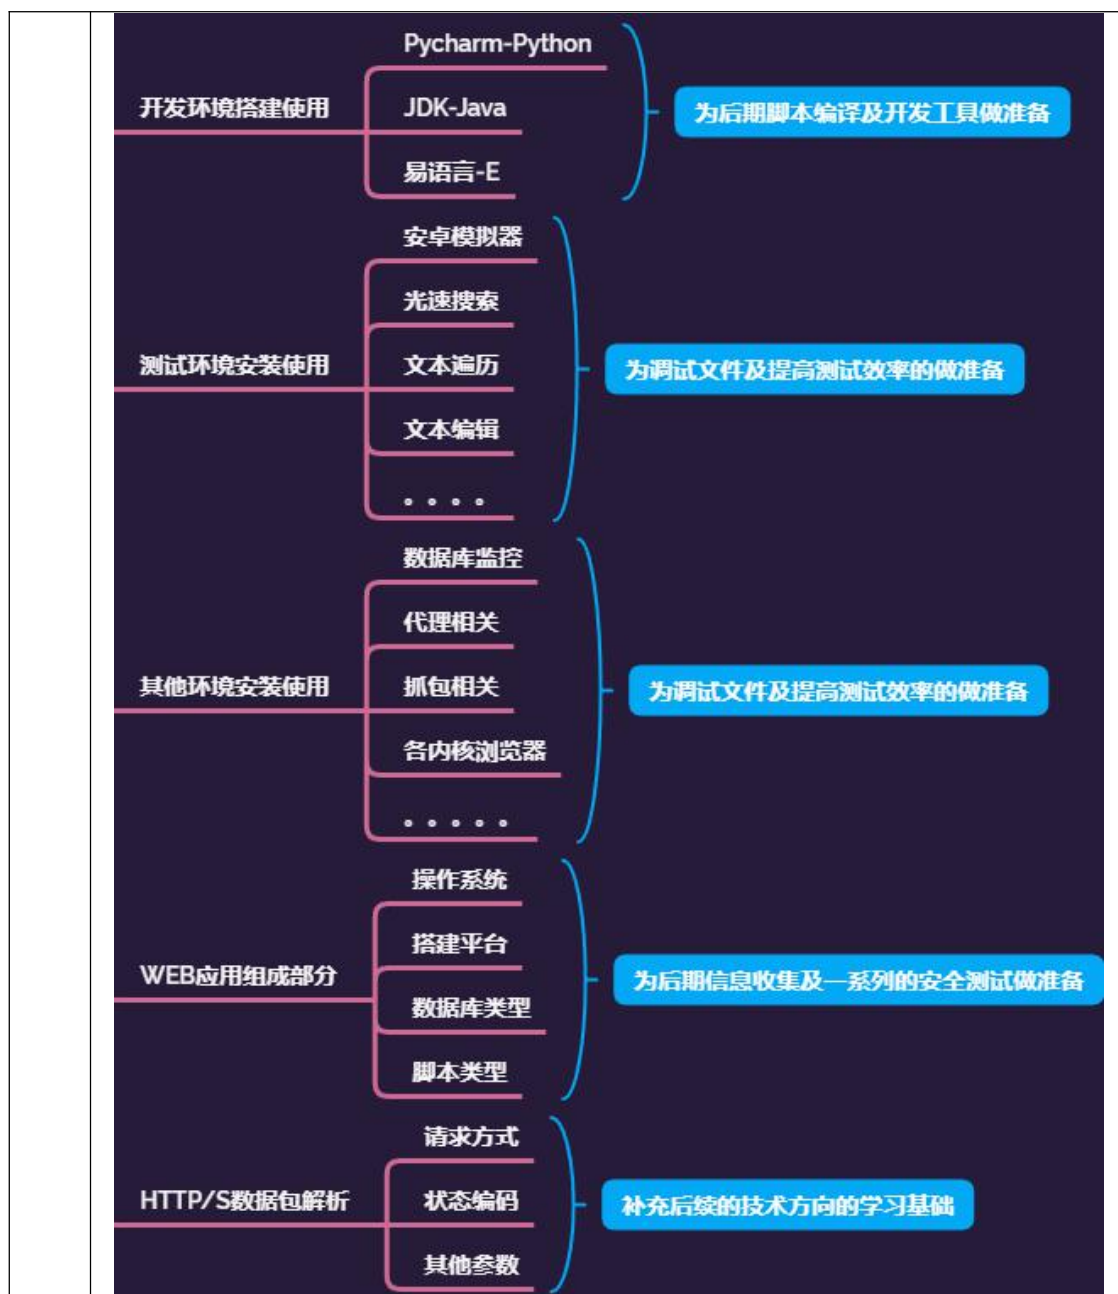 开发环境搭建使用
Pycharm-Python
JDK-Java
易语言-E
为后期脚本编译及开发工具做准备
测试环境安装使用
安卓模拟器
光速搜索
文本遍历
文本编辑
。。。。
为调试文件及提高测试效率的做准备
其他环境安装使用
数据库监控
代理相关
抓包相关
各内核浏览器
。。。。。
为调试文件及提高测试效率的做准备
WEB应用组成部分
操作系统
搭建平台
数据库类型
脚本类型
为后期信息收集及一系列的安全测试做准备
HTTP/S数据包解析
请求方式
状态编码
其他参数
补充后续的技术方向的学习基础